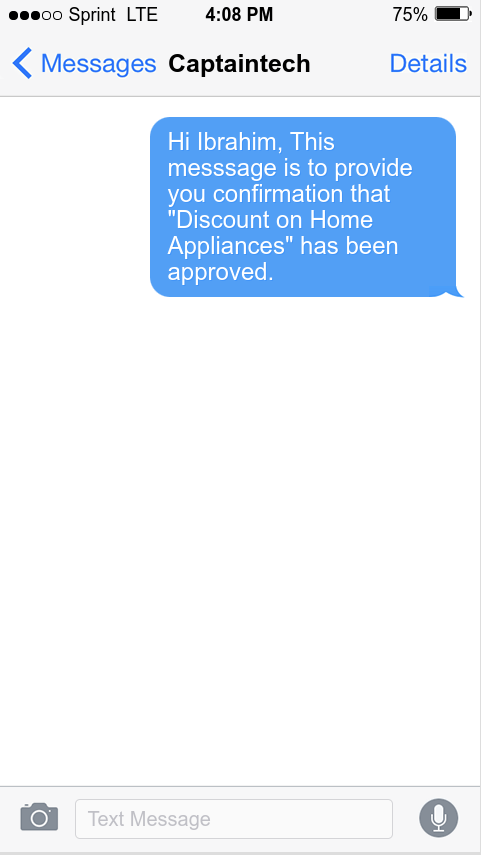 Sprint LTE 4:08 PM 75%
Messages Captaintech Details
Hi Ibrahim, This
messsage is to provide
you confirmation that
"Discount on Home
Appliances" has been
approved.
Text Message